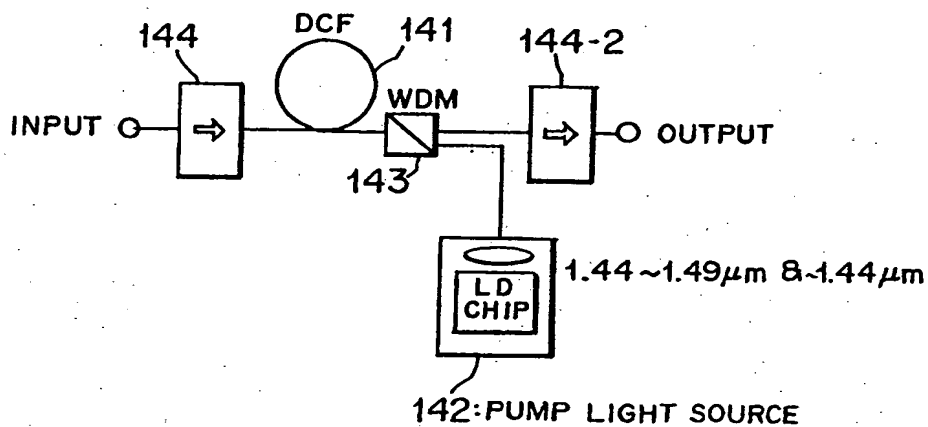 144
DCF
141
144-2
INPUT
WDM
OUTPUT
143
LD
CHIP
1.44~1.49μm &~1.44μm
142:PUMP LIGHT SOURCE